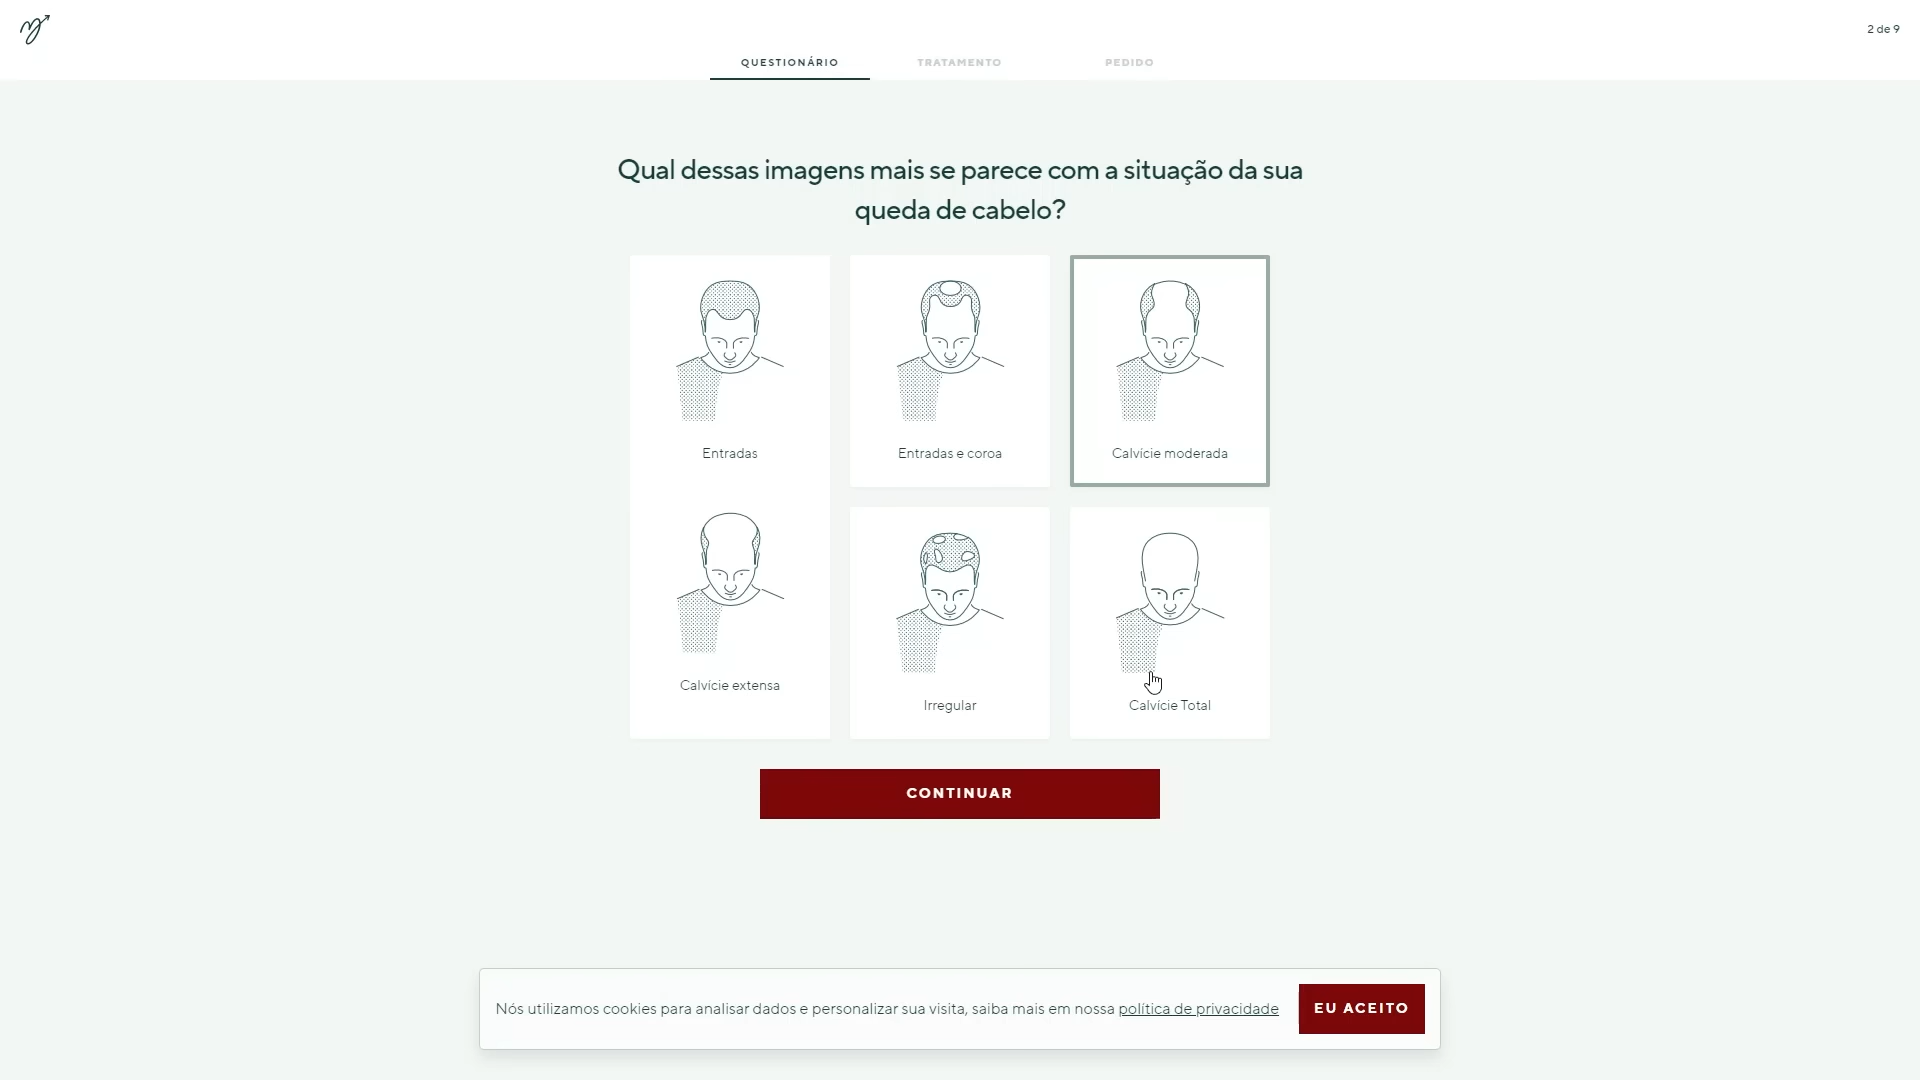 2 de 9
QUESTIONÁRIO
TRATAMENTO
PEDIDO
Qual dessas imagens mais se parece com a situação da sua
queda de cabelo?
Entradas
Entradas e coroa
Calvície moderada
Calvície extensa
Irregular
Calvície Total
CONTINUAR
Nós utilizamos cookies para analisar dados e personalizar sua visita, saiba mais em nossa política de privacidade
EU ACEITO